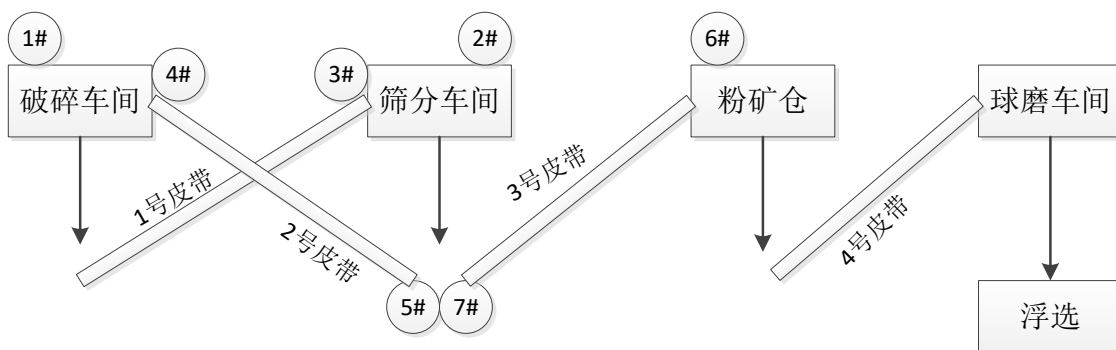 1#
2#
6#
4#
3#
破碎车间
筛分车间
粉矿仓
球磨车间
1号皮带
2号皮带
3号皮带
4号皮带
5#
7#
浮选